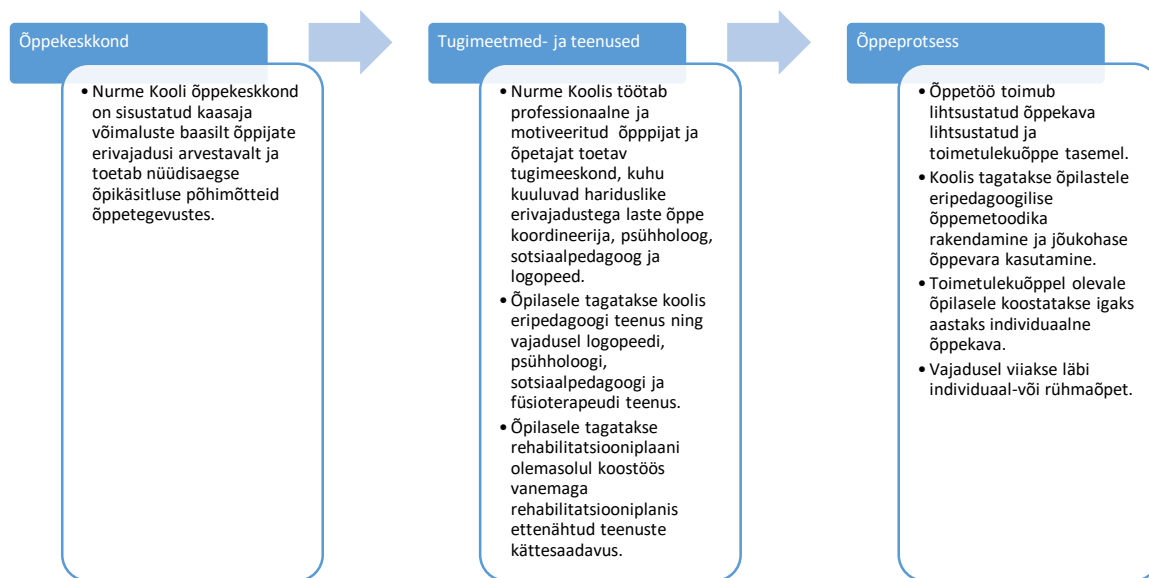 Õppekeskkond
• Nurme Kooli õppekeskkond
on sisustatud kaasaja
võimaluste baasilt õppijate
erivajadusi arvestavalt ja
toetab nüüdisaegse
õpikäsitluse põhimõtteid
õppetegevustes.
Tugimeetmed- ja teenused
• Nurme Koolis töötab
professionaalne ja
motiveeritud õpppijat ja
õpetajat toetav
tugimeeskond, kuhu
kuuluvad hariduslike
erivajadustega laste õppe
koordineerija, psühholoog,
sotsiaalpedagoog ja
logopeed.
• Õpilasele tagatakse koolis
eripedagoogi teenus ning
vajadusel logopeedi,
psühholoogi,
sotsiaalpedagoogi ja
füsioterapeudi teenus.
• Õpilasele tagatakse
rehabilitatsiooniplaani
olemasolul koostöös
vanemaga
rehabilitatsiooniplanis
ettenähtud teenuste
kättesaadavus.
Õppeprotsess
• Õppetöö toimub
lihtsustatud õppekava
lihtsustatud ja
toimetulekuõppe tasemel.
• Koolis tagatakse õpilastele
eripedagoogilise
õppemetoodika
rakendamine ja jõukohase
õppevara kasutamine.
• Toimetulekuõppel olevale
õpilasele koostatakse igaks
aastaks individuaalne
õppekava.
• Vajadusel viiakse läbi
individuaal-või rühmaõpet.